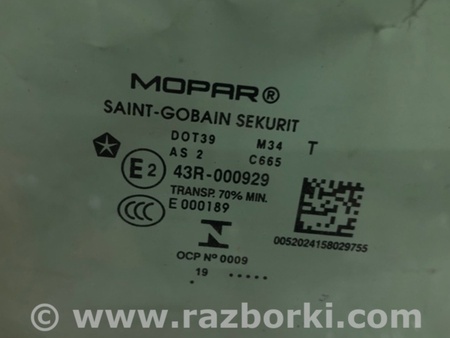 MOPAR®
SAINT-GOBAIN SEKURIT
DOT39 M34 T
AS 2 C665
E2 43R-000929
TRANSP. 70% MIN.
CCC E 000189
0052024158029755
OCP Nº 0009
19 .....
© www.razborki.com